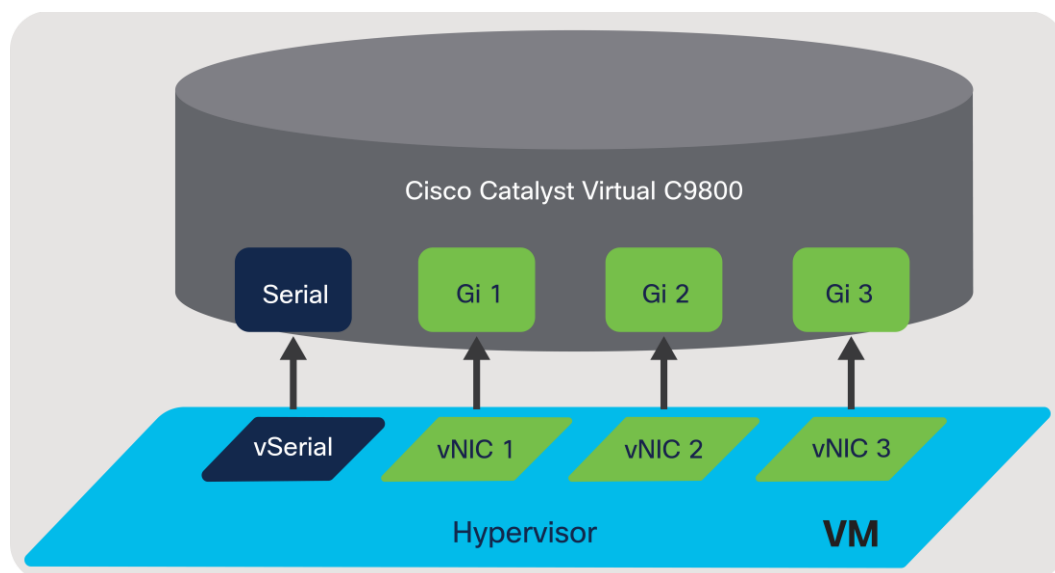 Cisco Catalyst Virtual C9800
Serial
Gi 1
Gi 2
Gi 3
vSerial
vNIC 1
vNIC 2
vNIC 3
Hypervisor
VM